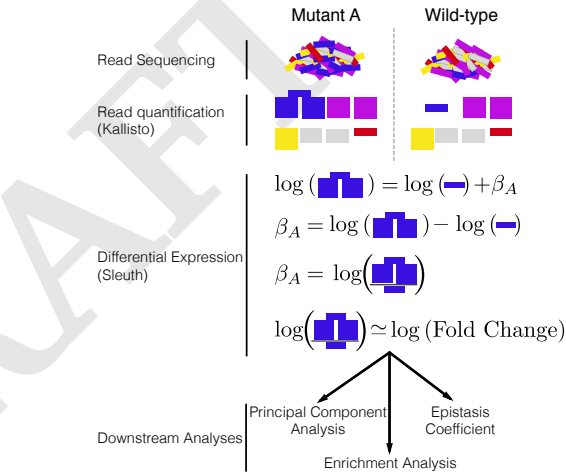 Mutant A Wild-type
Read Sequencing
Read quantification
(Kallisto)
log ( ) = log ( ) + β_A
β_A = log ( ) − log ( )
Differential Expression
(Sleuth)
β_A = log( )
log( ) ≃ log (Fold Change)
Principal Component
Analysis
Epistasis
Coefficient
Downstream Analyses
Enrichment Analysis